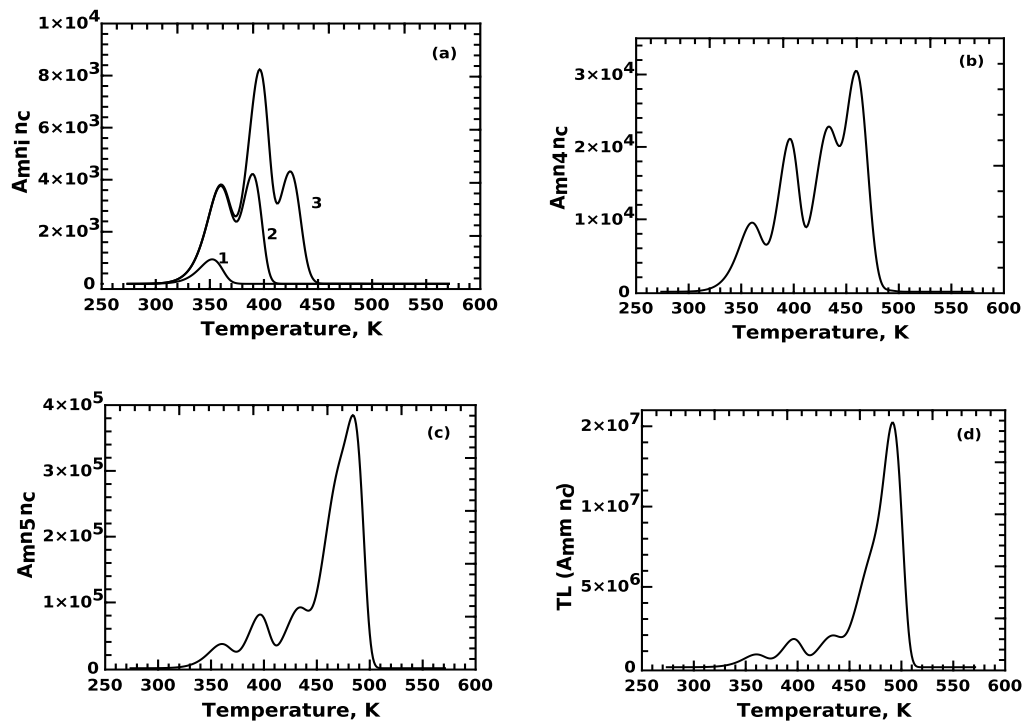 (a)
1×10⁴
8×10³
6×10³
4×10³
2×10³
0
Amni nc
1
2
3
250 300 350 400 450 500 550 600
Temperature, K
(b)
3×10⁴
2×10⁴
1×10⁴
0
Amn4nc
250 300 350 400 450 500 550 600
Temperature, K
(c)
4×10⁵
3×10⁵
2×10⁵
1×10⁵
0
Amn5nc
250 300 350 400 450 500 550 600
Temperature, K
(d)
2×10⁷
1×10⁷
5×10⁶
0
TL (Amm nc)
250 300 350 400 450 500 550 600
Temperature, K